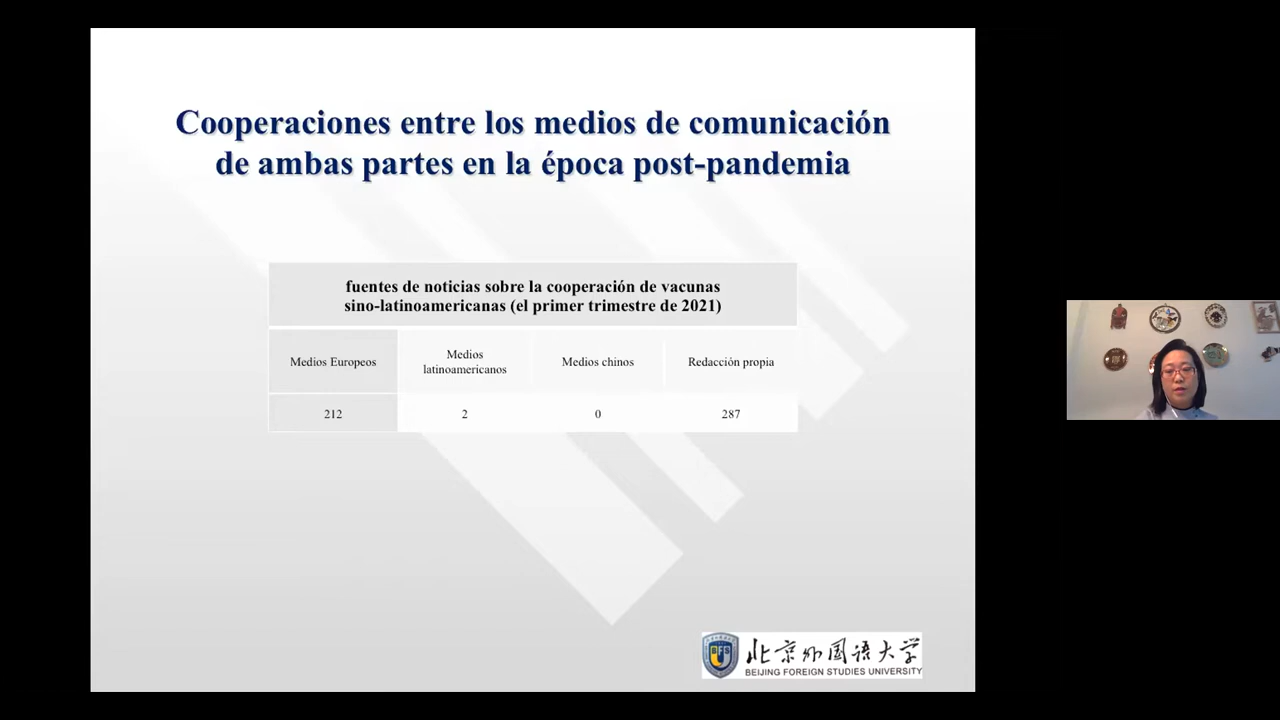 Cooperaciones entre los medios de comunicación
de ambas partes en la época post-pandemia
fuentes de noticias sobre la cooperación de vacunas
sino-latinoamericanas (el primer trimestre de 2021)
Medios Europeos
Medios
latinoamericanos
Medios chinos
Redacción propia
212
2
0
287
北京外国语大学
BEIJING FOREIGN STUDIES UNIVERSITY